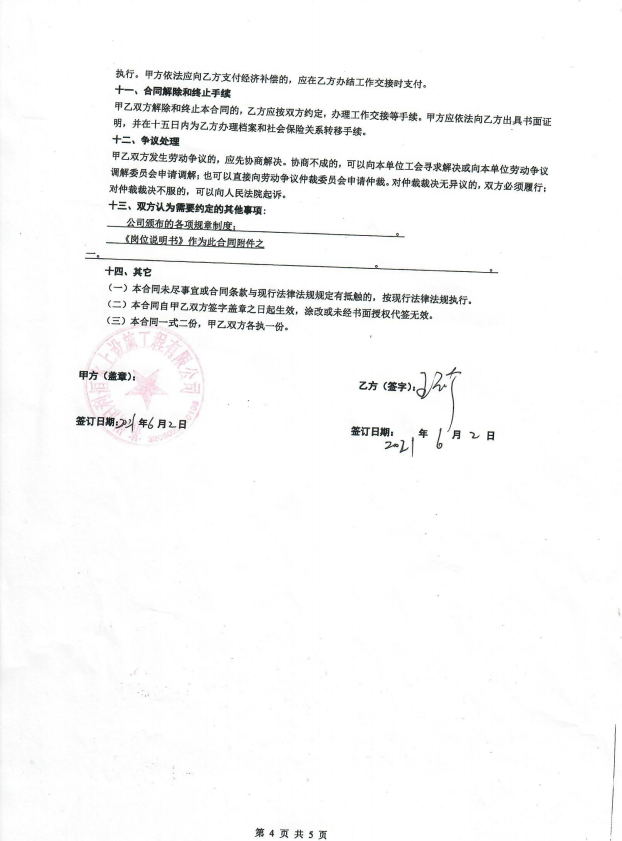 执行。甲方依法应向乙方支付经济补偿的，应在乙方办结工作交接时支付。
十一、合同解除和终止手续
甲乙双方解除和终止本合同的，乙方应按双方约定，办理工作交接等手续。甲方应依法向乙方出具书面证
明，并在十五日内为乙方办理档案和社会保险关系转移手续。
十二、争议处理
甲乙双方发生劳动争议的，应先协商解决。协商不成的，可以向本单位工会寻求解决或向本单位劳动争议
调解委员会申请调解；也可以直接向劳动争议仲裁委员会申请仲裁。对仲裁裁决无异议的，双方必须履行；
对仲裁裁决不服的，可以向人民法院起诉。
十三、双方认为需要约定的其他事项：
公司颁布的各项规章制度； 。
《岗位说明书》作为此合同附件之
一。 。 。
十四、其它
（一）本合同未尽事宜或合同条款与现行法律法规规定有抵触的，按现行法律法规执行。
（二）本合同自甲乙双方签字盖章之日起生效，涂改或未经书面授权代签无效。
（三）本合同一式二份，甲乙双方各执一份。
甲方（盖章）：
乙方（签字）：
签订日期：2021 年 6 月 2 日
签订日期： 2021 年 6 月 2 日
第 4 页 共 5 页